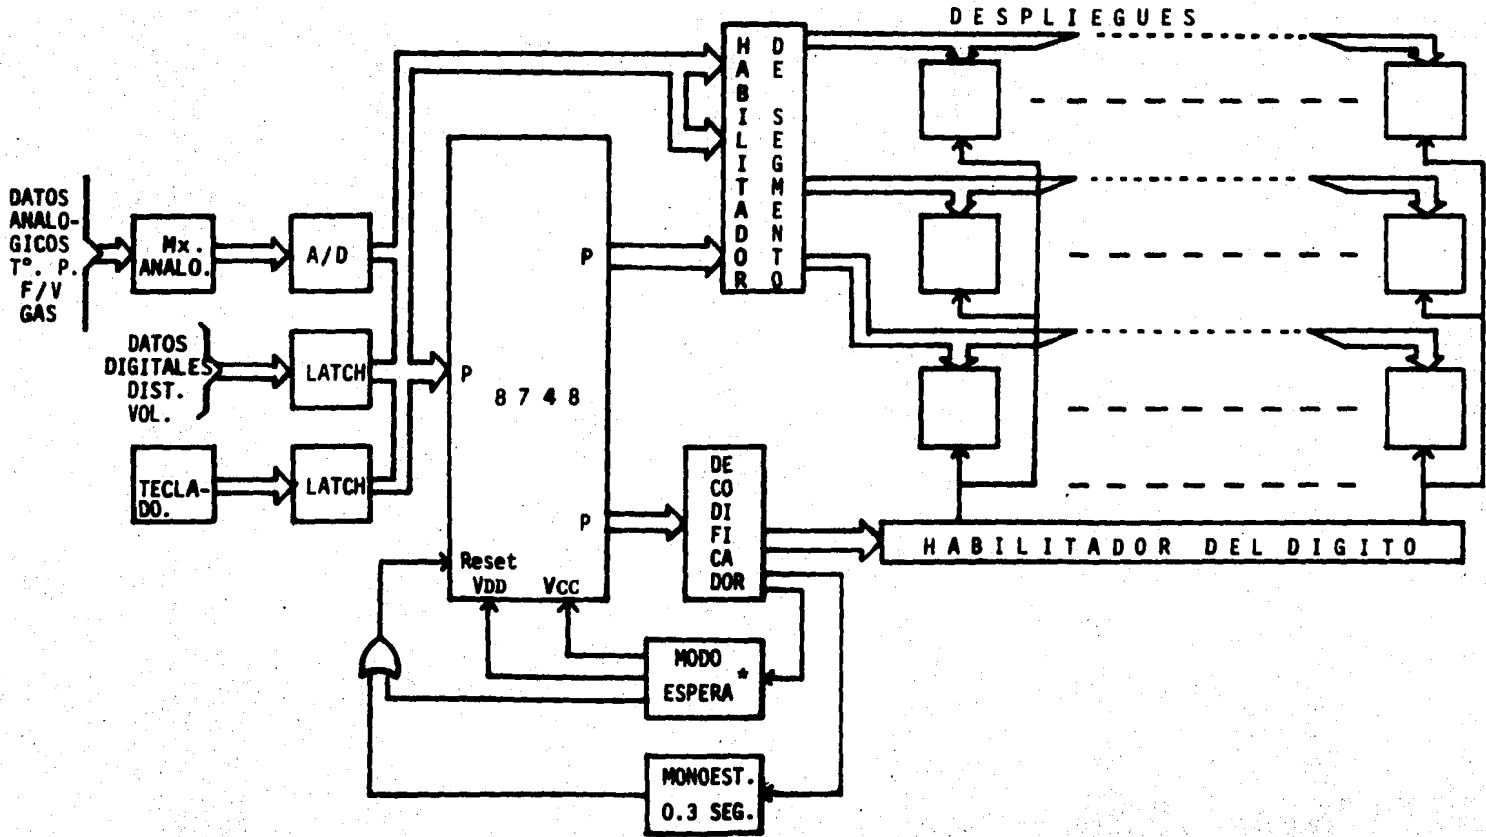 DESPLIEGUES
HABILITADOR
DE SEGMENTO
DATOS
ANALO-
GICOS
T°. P.
F/V
GAS
Mx.
ANALO.
A/D
P
DATOS
DIGITALES
DIST.
VOL.
LATCH
P
8748
TECLA-
DO.
LATCH
P
DE
CO
DI
FI
CA
DOR
HABILITADOR DEL DIGITO
Reset
VDD VCC
MODO
ESPERA *
MONOEST.
0.3 SEG.